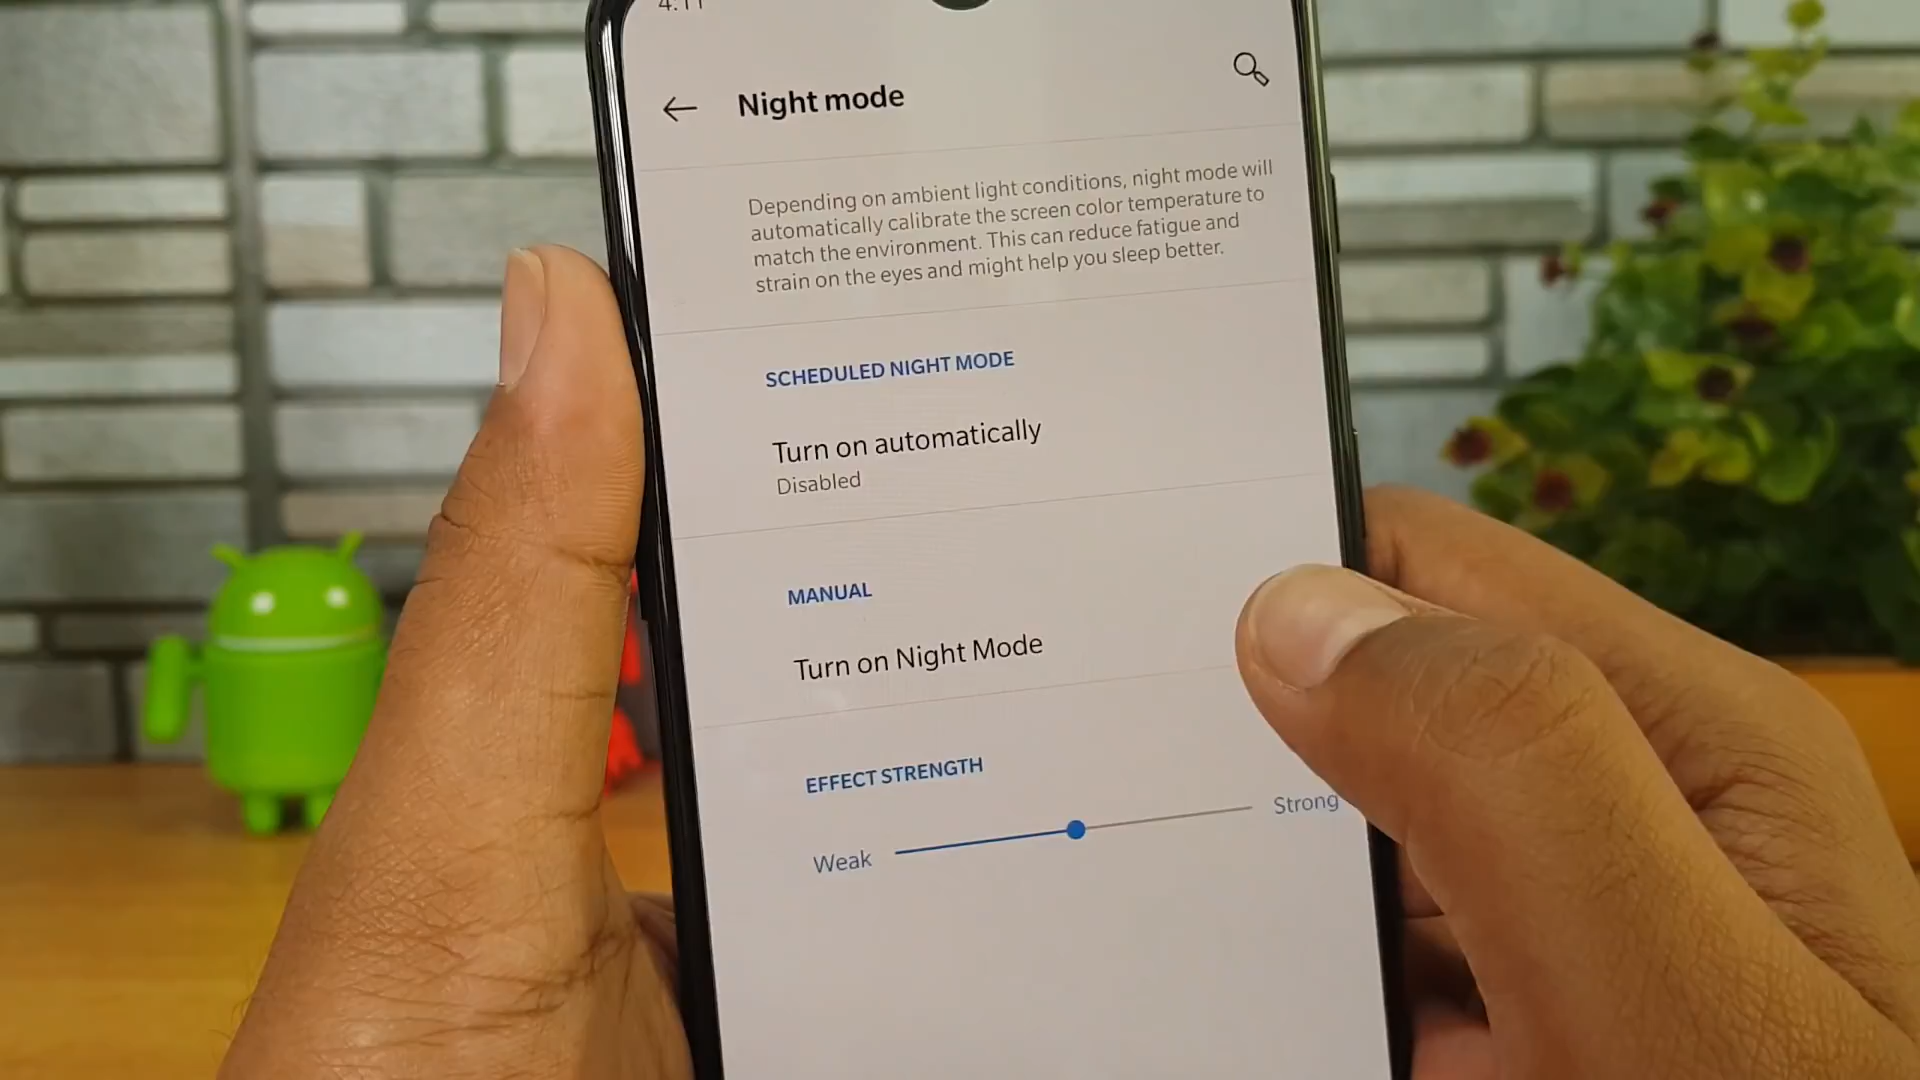 4:11
Night mode
Depending on ambient light conditions, night mode will
automatically calibrate the screen color temperature to
match the environment. This can reduce fatigue and
strain on the eyes and might help you sleep better.
SCHEDULED NIGHT MODE
Turn on automatically
Disabled
MANUAL
Turn on Night Mode
EFFECT STRENGTH
Weak
Strong